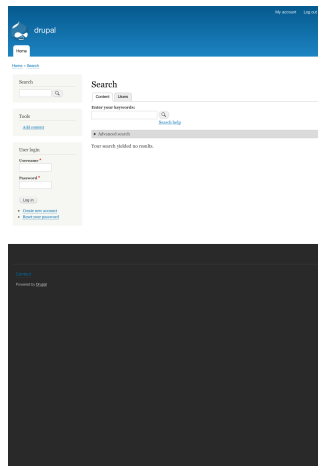 My account Log out
drupal
Home
Home » Search
Search
Tools
Add content
User login
Username *
Password *
Log in
Create new account
Reset your password
Search
Content Users
Enter your keywords:
Search help
Advanced search
Your search yielded no results.
Contact
Powered by Drupal